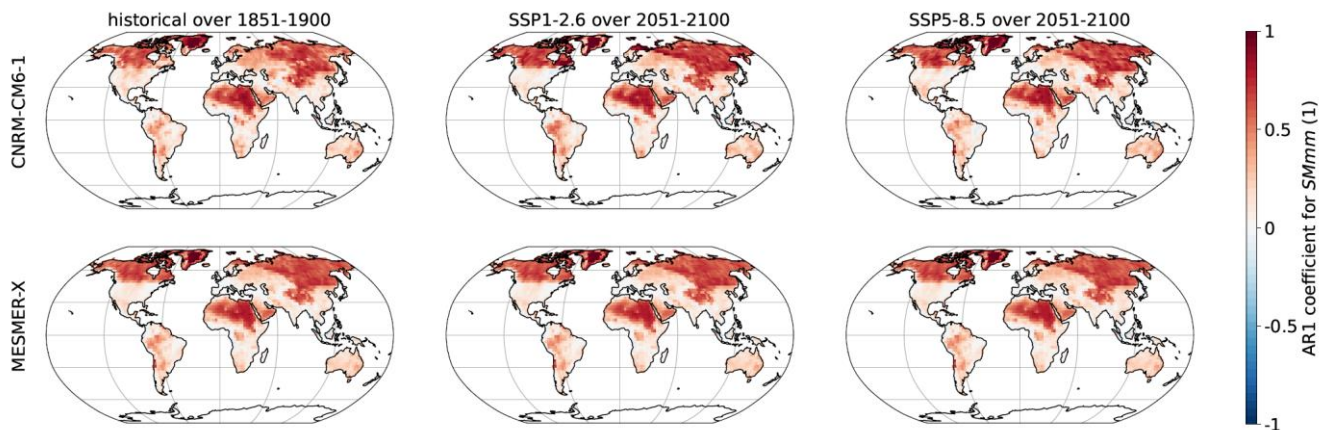 historical over 1851-1900
SSP1-2.6 over 2051-2100
SSP5-8.5 over 2051-2100
CNRM-CM6-1
MESMER-X
1
0.5
0
-0.5
-1
AR1 coefficient for SMmm (1)